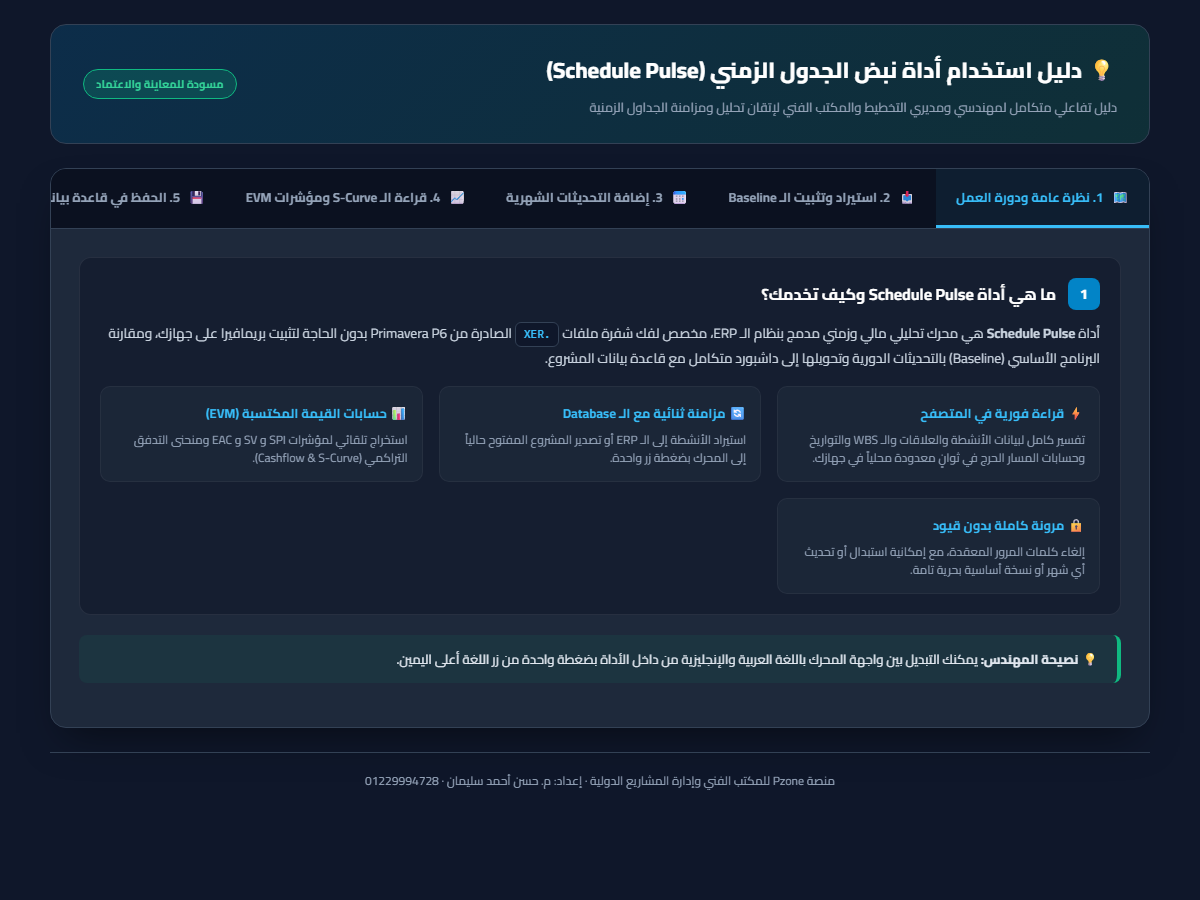 💡 دليل استخدام أداة نبض الجدول الزمني (Schedule Pulse)
دليل تفاعلي متكامل لمهندسي ومديري التخطيط والمكتب الفني لإتقان تحليل ومزامنة الجداول الزمنية
مسودة للمعاينة والاعتماد
🗺️ 1. نظرة عامة ودورة العمل
📥 2. استيراد وتثبيت الـ Baseline
📅 3. إضافة التحديثات الشهرية
📈 4. قراءة الـ S-Curve ومؤشرات EVM
💾 5. الحفظ في قاعدة
1
ما هي أداة Schedule Pulse وكيف تخدمك؟
أداة Schedule Pulse هي محرك تحليلي مالي وزمني مدمج بنظام الـ ERP، مخصص لفك شفرة ملفات .XER الصادرة من Primavera P6 بدون الحاجة لتثبيت بريمافيرا على جهازك، ومقارنة
البرنامج الأساسي (Baseline) بالتحديثات الدورية وتحويلها إلى داشبورد متكامل مع قاعدة بيانات المشروع.
⚡ قراءة فورية في المتصفح
تفسير كامل لبيانات الأنشطة والعلاقات والـ WBS والتواريخ
وحسابات المسار الحرج في ثوانٍ معدودة محلياً في جهازك.
🔄 مزامنة ثنائية مع الـ Database
استيراد الأنشطة إلى الـ ERP أو تصدير المشروع المفتوح حالياً
إلى المحرك بضغطة زر واحدة.
📊 حسابات القيمة المكتسبة (EVM)
استخراج تلقائي لمؤشرات SPI و SV و EAC ومنحنى التدفق
التراكمي (Cashflow & S-Curve).
🔒 مرونة كاملة بدون قيود
إلغاء كلمات المرور المعقدة، مع إمكانية استبدال أو تحديث
أي شهر أو نسخة أساسية بحرية تامة.
💡 نصيحة المهندس: يمكنك التبديل بين واجهة المحرك باللغة العربية والإنجليزية من داخل الأداة بضغطة واحدة من زر اللغة أعلى اليمين.
منصة Pzone للمكتب الفني وإدارة المشاريع الدولية · إعداد: م. حسن أحمد سليمان · 01229994728